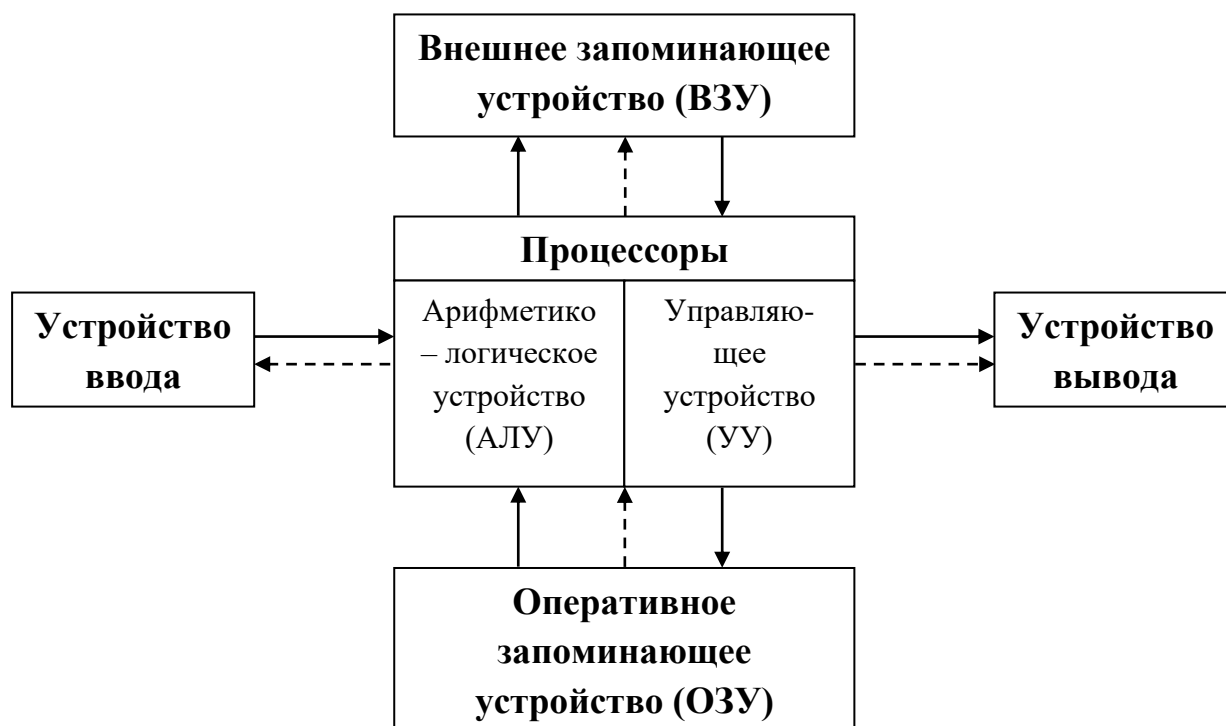 Внешнее запоминающее
устройство (ВЗУ)
Процессоры
Устройство
ввода
Арифметико
– логическое
устройство
(АЛУ)
Управляю-
щее
устройство
(УУ)
Устройство
вывода
Оперативное
запоминающее
устройство (ОЗУ)